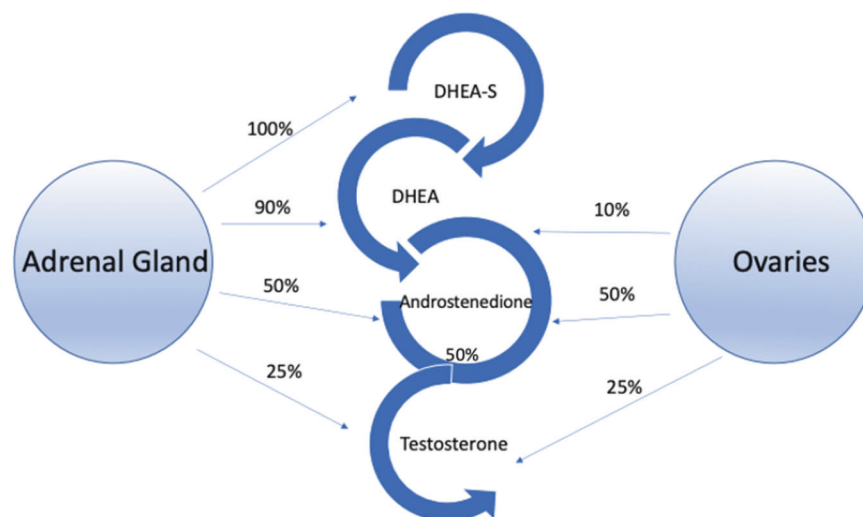 DHEA-S
100%
DHEA
90%
10%
Adrenal Gland
Ovaries
50%
Androstenedione
50%
50%
25%
25%
Testosterone